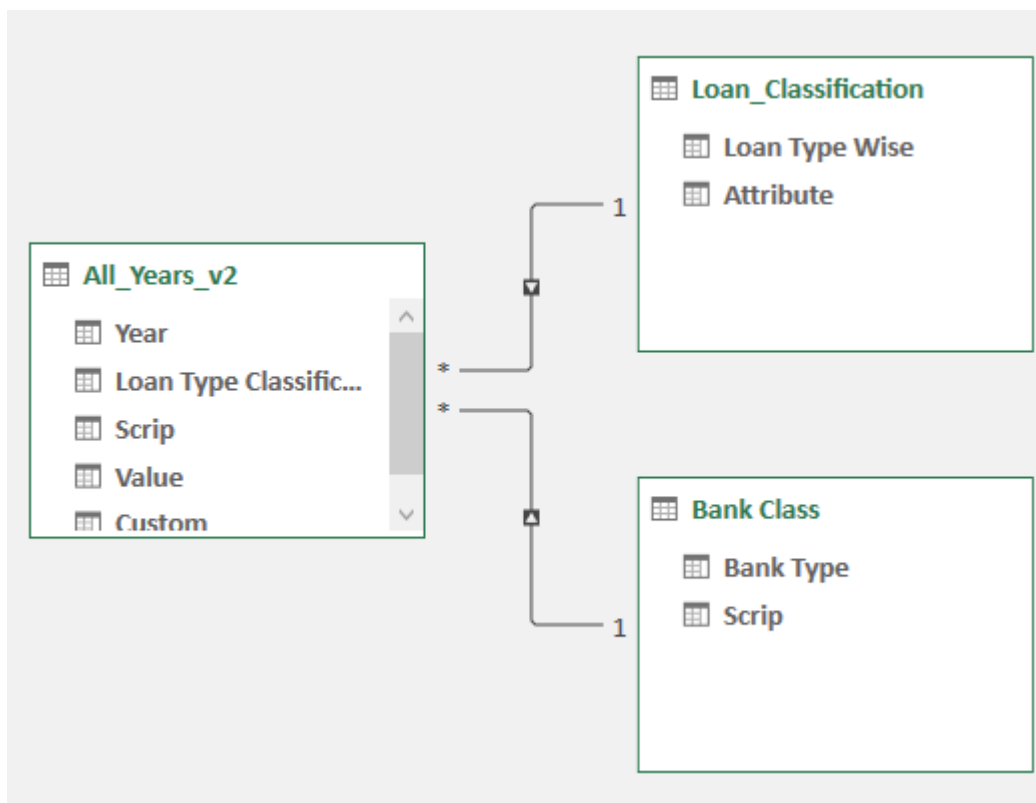 Loan_Classification
Loan Type Wise
Attribute
1
All_Years_v2
Year
Loan Type Classific...
Scrip
Value
Custom
*
*
Bank Class
Bank Type
Scrip
1